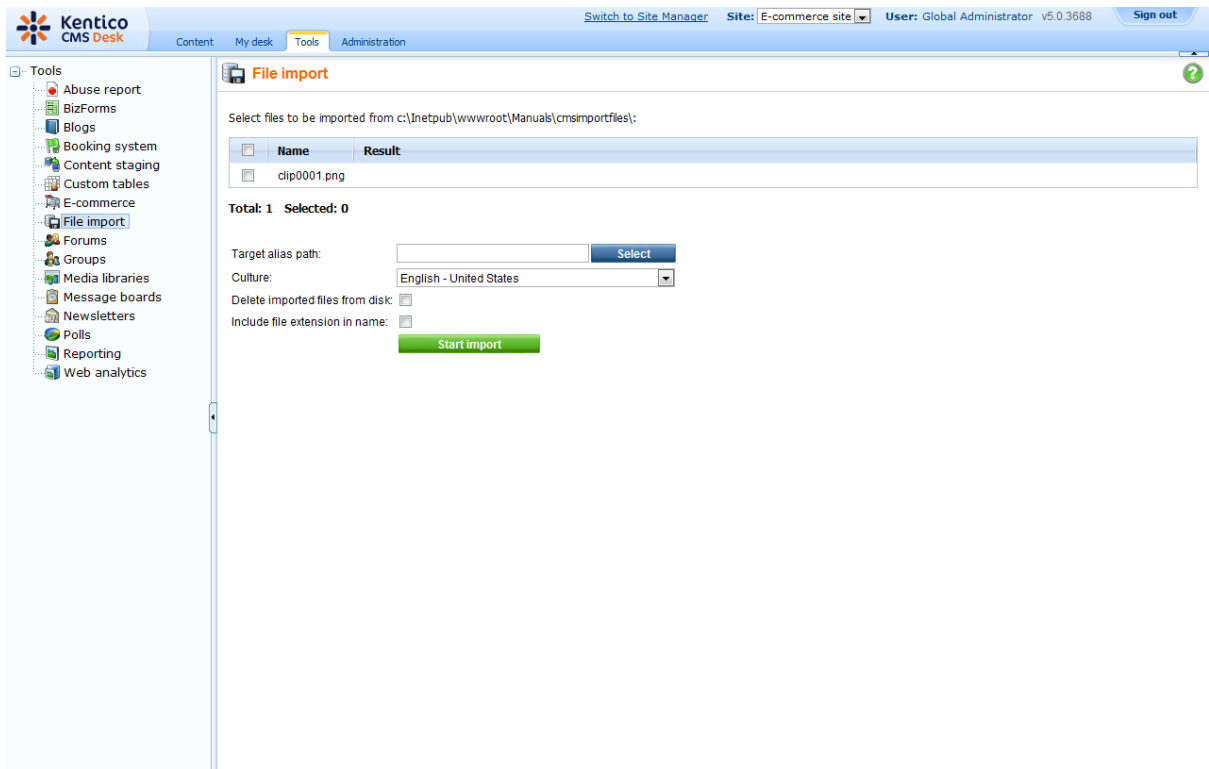 Kentico
CMS Desk
Switch to Site Manager Site: E-commerce site User: Global Administrator v5.0.3688 Sign out
Content My desk Tools Administration
Tools
Abuse report
BizForms
Blogs
Booking system
Content staging
Custom tables
E-commerce
File import
Forums
Groups
Media libraries
Message boards
Newsletters
Polls
Reporting
Web analytics
File import
Select files to be imported from c:\Inetpub\wwwroot\Manuals\cmsimportfiles\:
Name Result
clip0001.png
Total: 1 Selected: 0
Target alias path: Select
Culture: English - United States
Delete imported files from disk:
Include file extension in name:
Start import